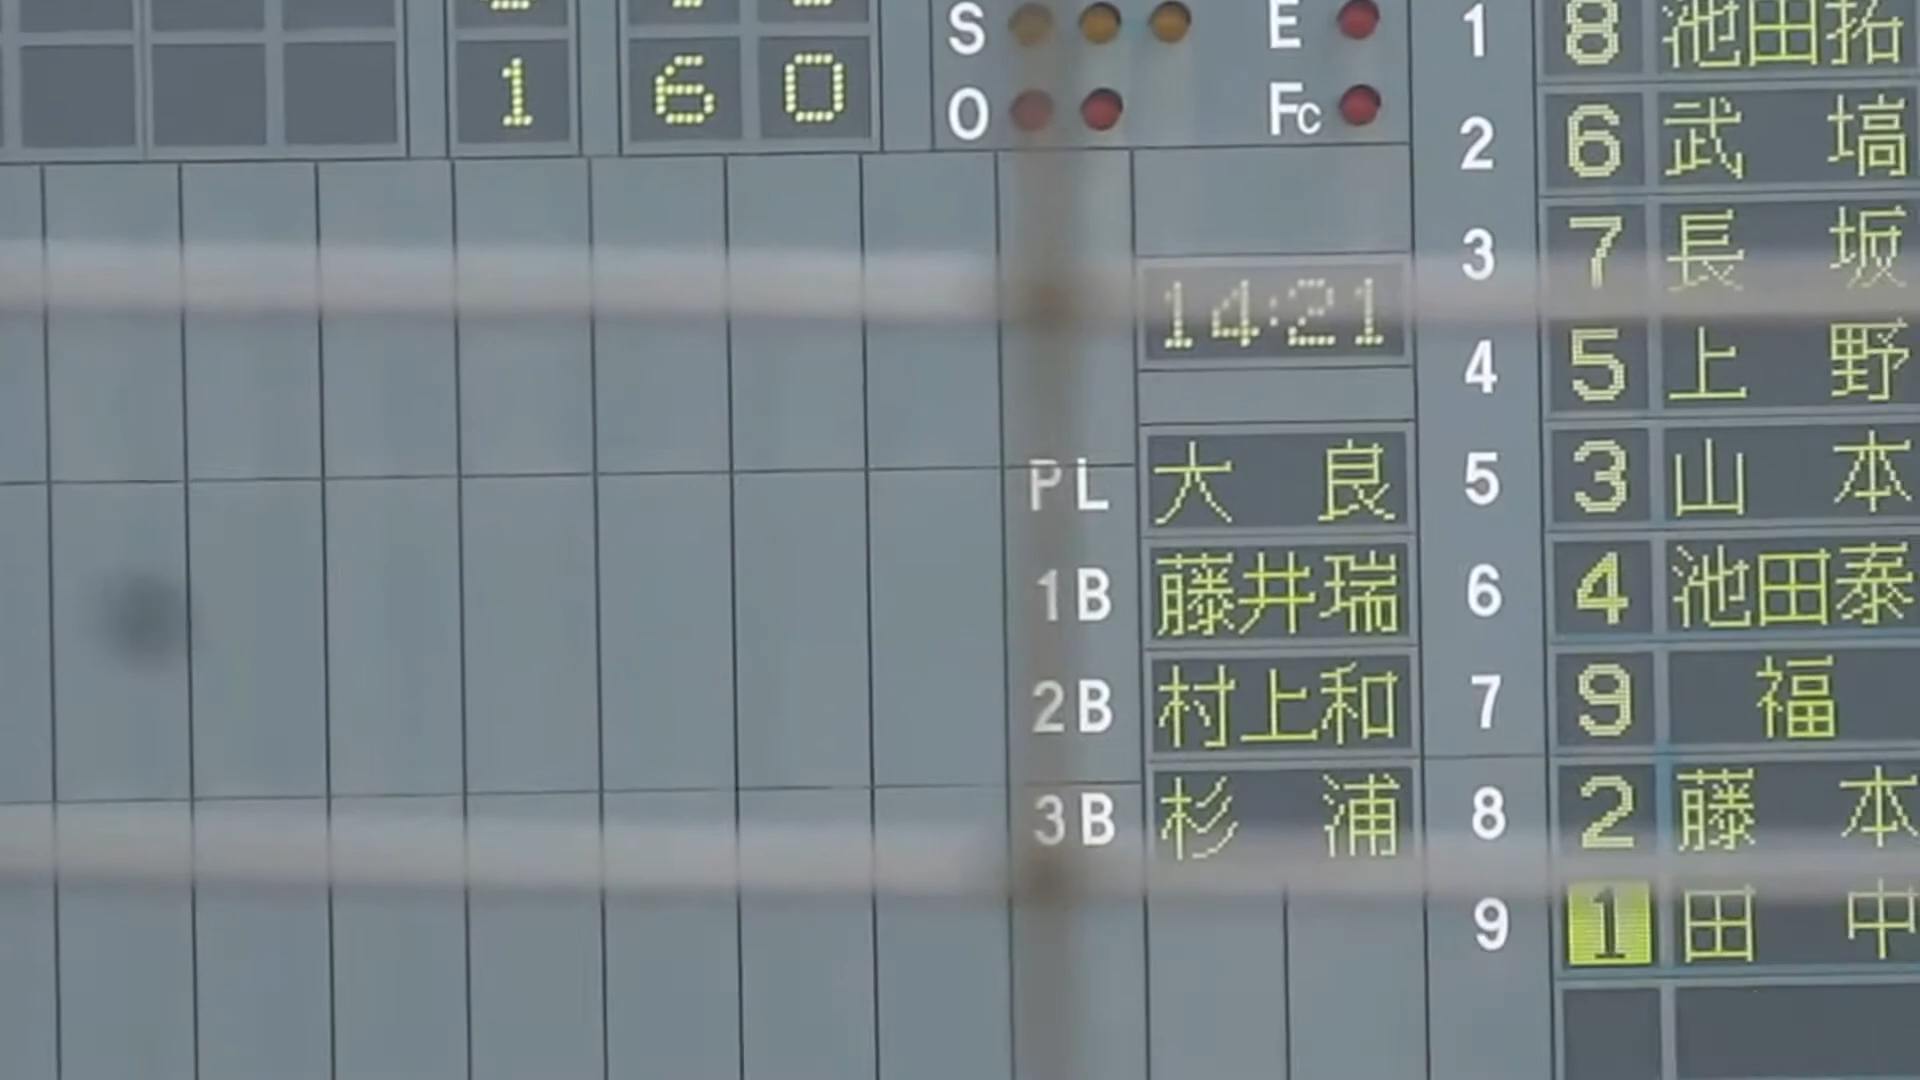 S E
1 6 0
O Fc
1 8 池田拓
2 6 武 塙
3 7 長 坂
14:21
4 5 上 野
PL 大 良 5 3 山 本
1B 藤井瑞 6 4 池田泰
2B 村上和 7 9 福
3B 杉 浦 8 2 藤 本
9 1 田 中